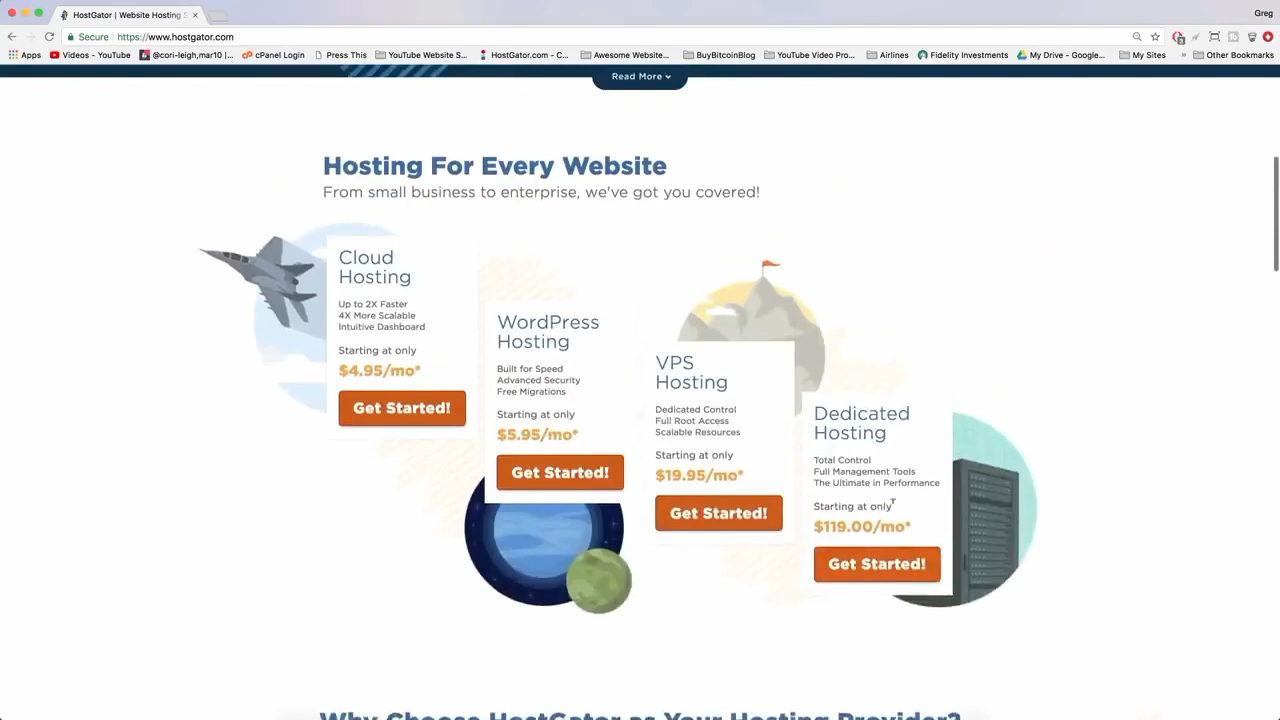 HostGator | Website Hosting S
Greg
Secure https://www.hostgator.com
Apps Videos - YouTube @cori-leigh,mar10 |... cPanel Login Press This YouTube Website S... HostGator.com - C... Awesome Website... BuyBitcoinBlog YouTube Video Pro... Airlines Fidelity Investments My Drive - Google... My Sites » Other Bookmarks
Read More
Hosting For Every Website
From small business to enterprise, we've got you covered!
Cloud
Hosting
Up to 2X Faster
4X More Scalable
Intuitive Dashboard
Starting at only
$4.95/mo*
Get Started!
WordPress
Hosting
Built for Speed
Advanced Security
Free Migrations
Starting at only
$5.95/mo*
Get Started!
VPS
Hosting
Dedicated Control
Full Root Access
Scalable Resources
Starting at only
$19.95/mo*
Get Started!
Dedicated
Hosting
Total Control
Full Management Tools
The Ultimate in Performance
Starting at only
$119.00/mo*
Get Started!
Why Choose HostGator as Your Hosting Provider?